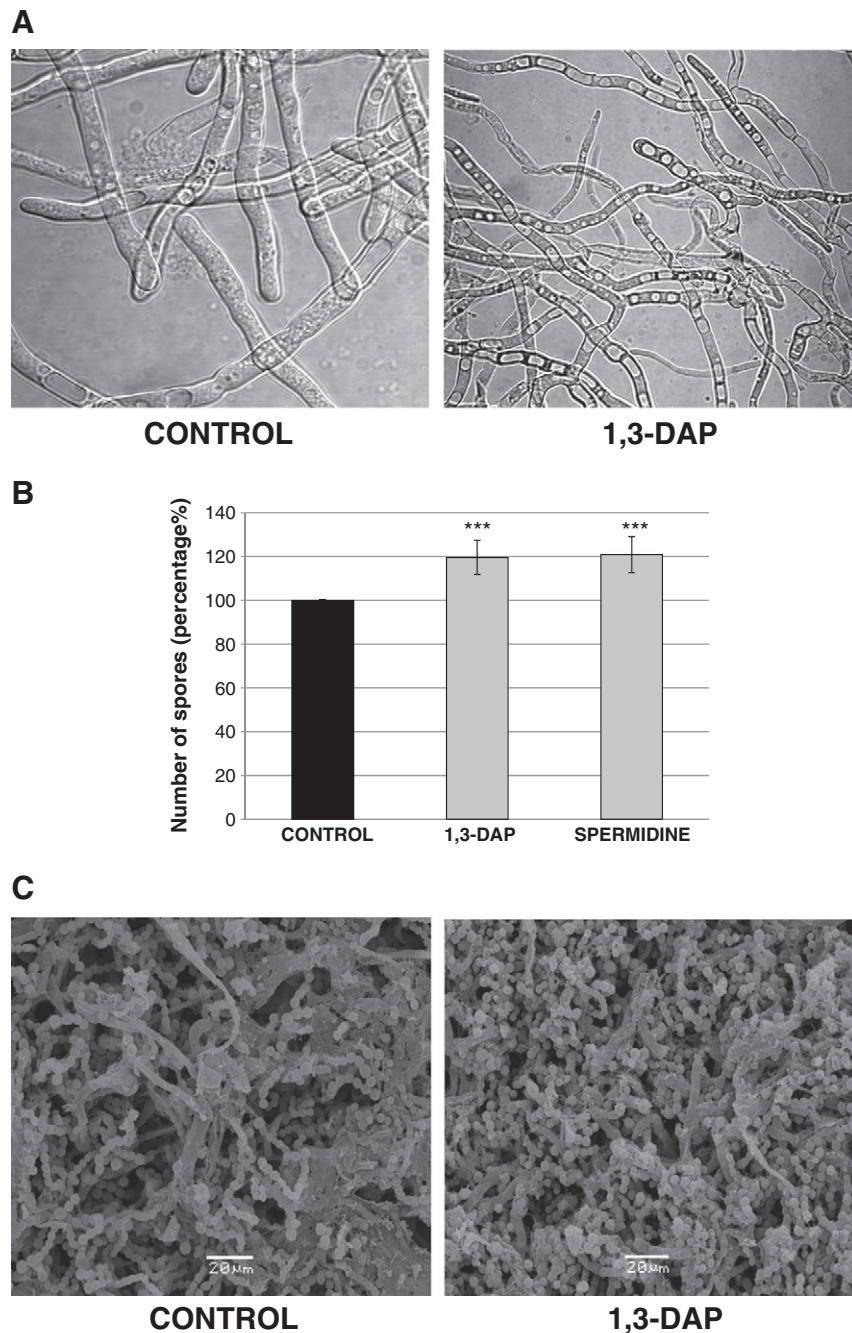 A
CONTROL 1,3-DAP
B
Number of spores (percentage%)
140
120
100
80
60
40
20
0
*** ***
CONTROL 1,3-DAP SPERMIDINE
C
20μm 20μm
CONTROL 1,3-DAP